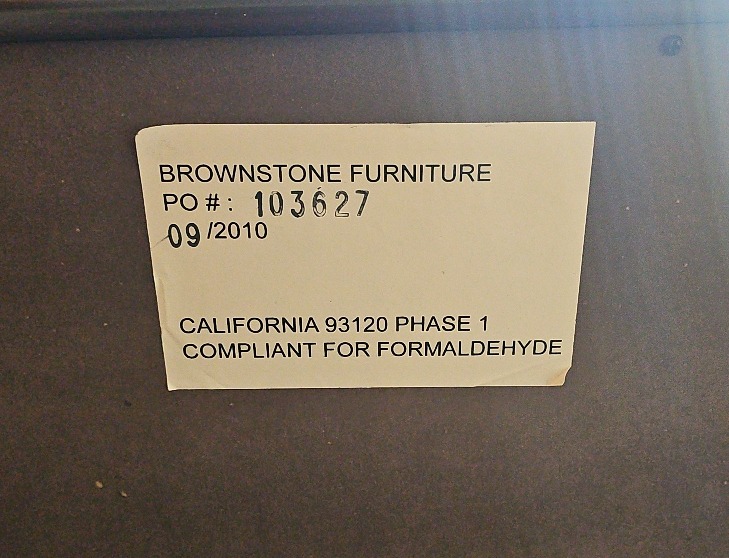 BROWNSTONE FURNITURE
PO # : 103627
09 /2010
CALIFORNIA 93120 PHASE 1
COMPLIANT FOR FORMALDEHYDE